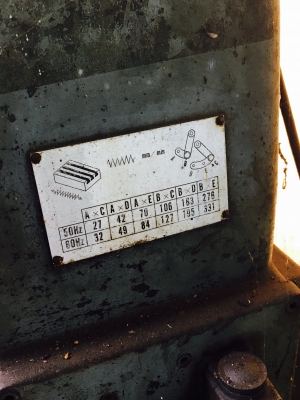 mm/min
A×C A×D A×E B×C B×D B×E
50Hz 27 42 70 106 163 276
60Hz 32 49 84 127 195 331